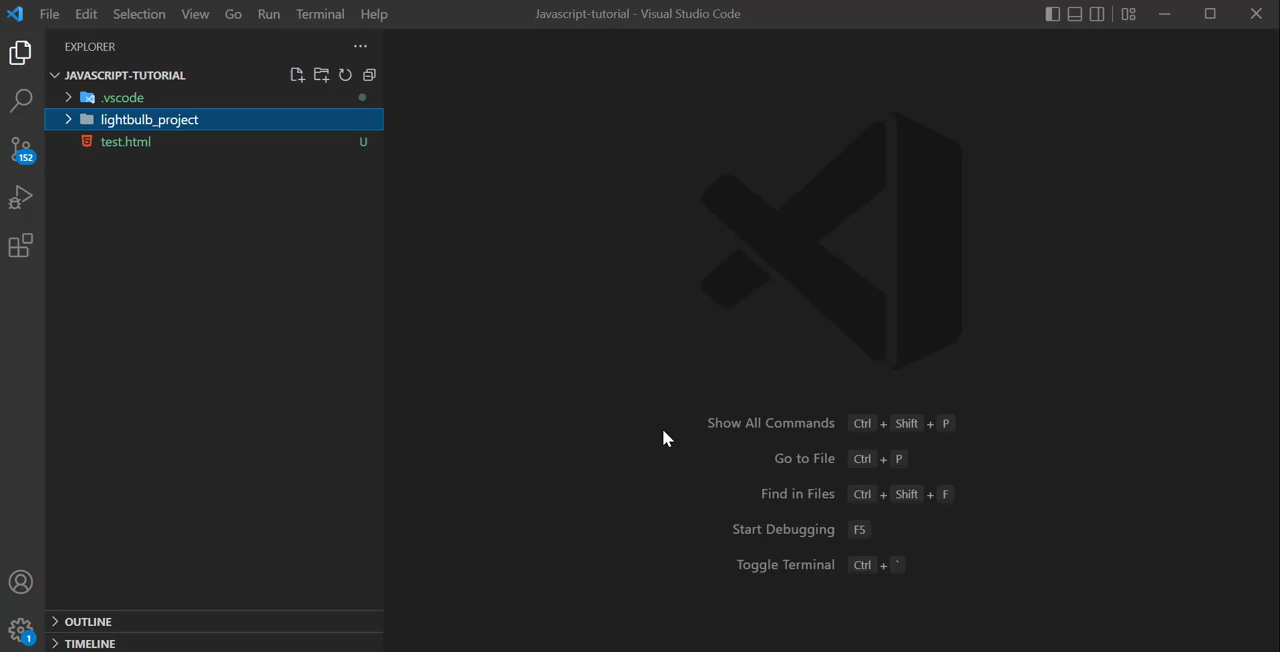 File Edit Selection View Go Run Terminal Help
Javascript-tutorial - Visual Studio Code
EXPLORER
JAVASCRIPT-TUTORIAL
.vscode
lightbulb_project
test.html U
152
Show All Commands Ctrl + Shift + P
Go to File Ctrl + P
Find in Files Ctrl + Shift + F
Start Debugging F5
Toggle Terminal Ctrl + `
OUTLINE
1
TIMELINE